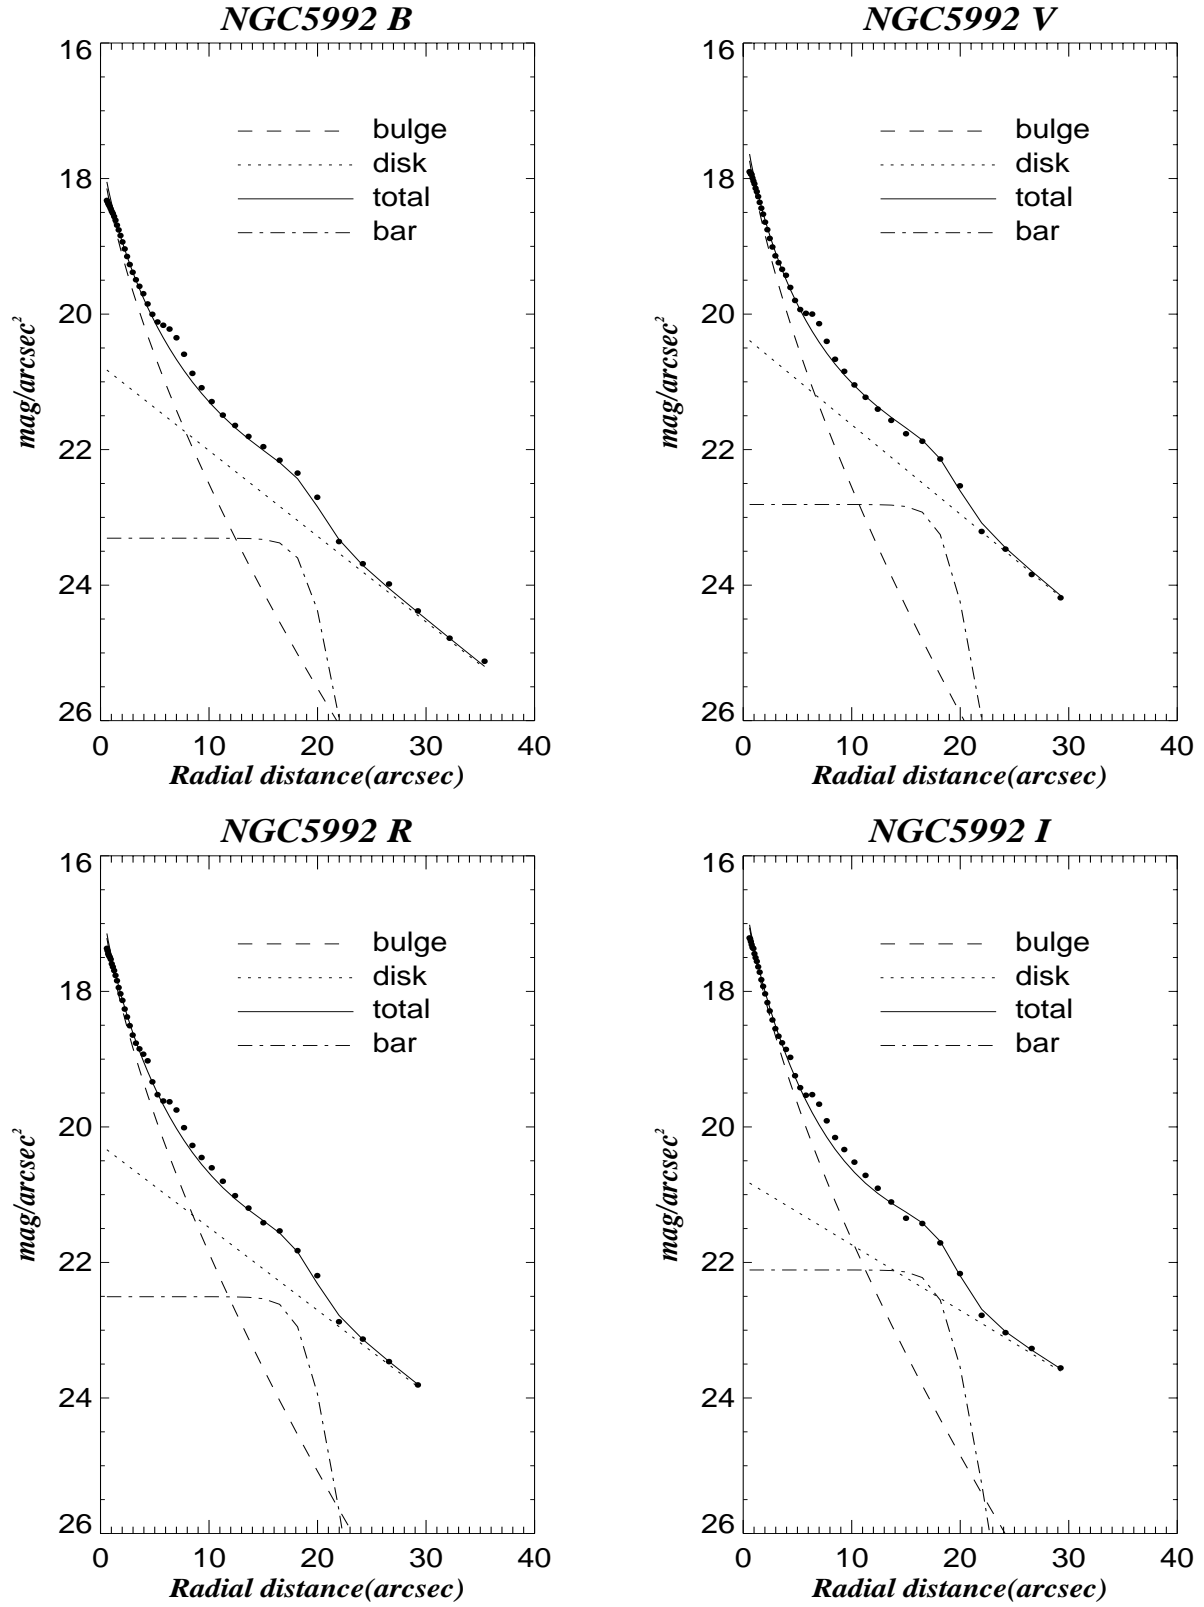 NGC5992 B
16
18
20
22
24
26
0 10 20 30 40
mag/arcsec²
Radial distance(arcsec)
bulge
disk
total
bar
NGC5992 V
16
18
20
22
24
26
0 10 20 30 40
mag/arcsec²
Radial distance(arcsec)
bulge
disk
total
bar
NGC5992 R
16
18
20
22
24
26
0 10 20 30 40
mag/arcsec²
Radial distance(arcsec)
bulge
disk
total
bar
NGC5992 I
16
18
20
22
24
26
0 10 20 30 40
mag/arcsec²
Radial distance(arcsec)
bulge
disk
total
bar